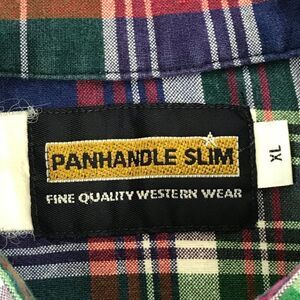 PANHANDLE SLIM
FINE QUALITY WESTERN WEAR
XL